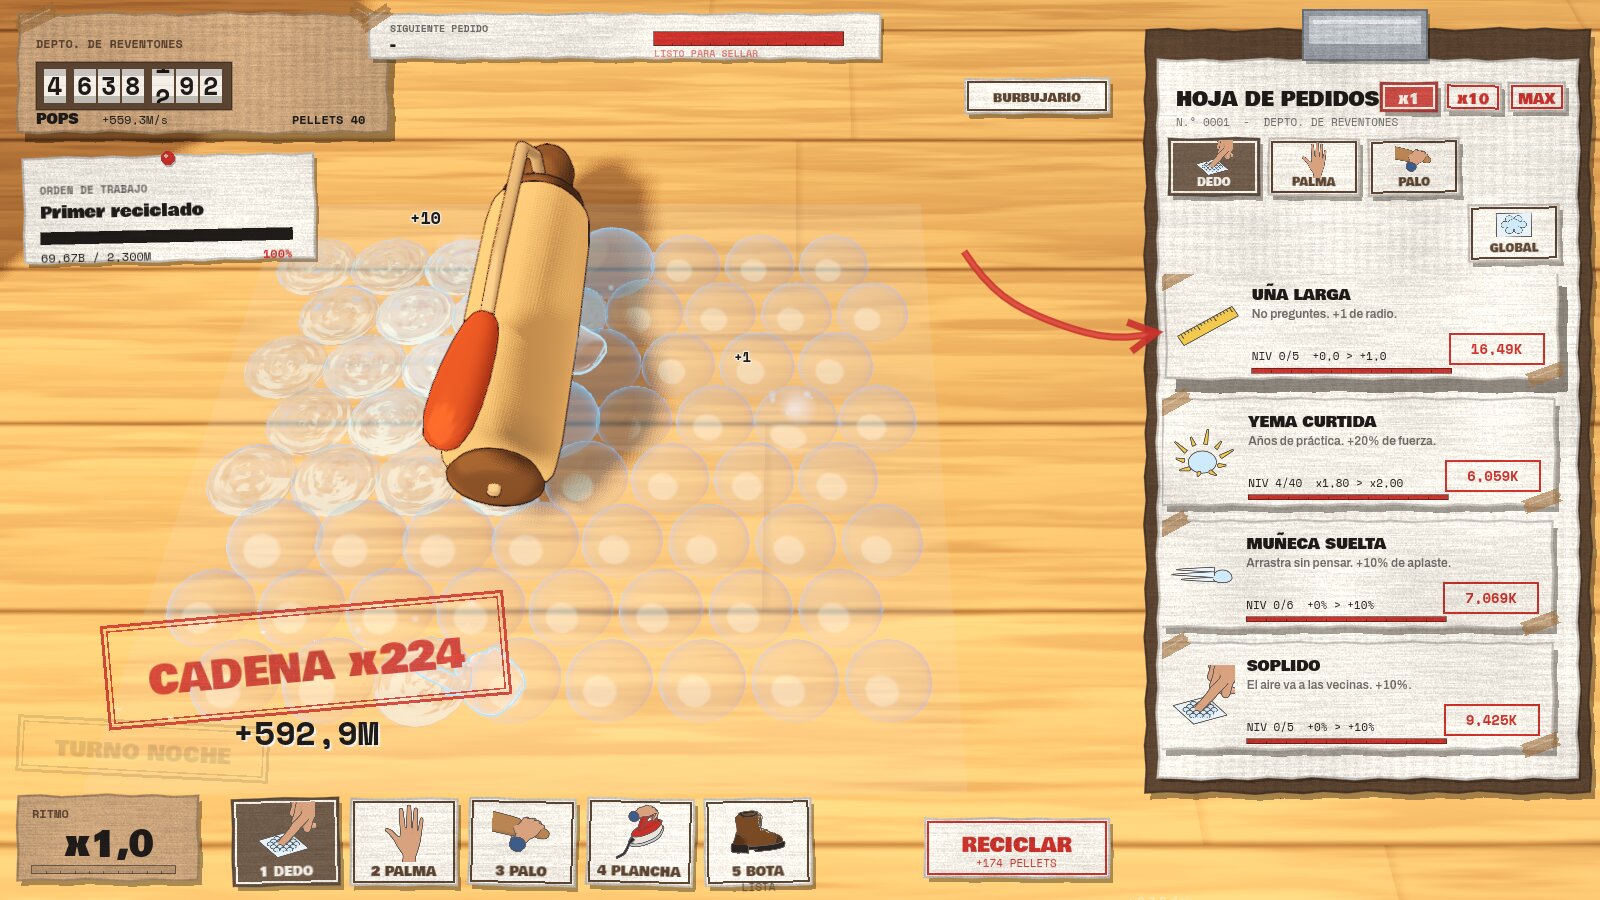 DEPTO. DE REVENTONES
4 638 292
POPS +559,3M/s PELLETS 40
SIGUIENTE PEDIDO
-
LISTO PARA SELLAR
BURBUJARIO
ORDEN DE TRABAJO
Primer reciclado
69,67B / 2,300M 100%
+10
+1
HOJA DE PEDIDOS x1 x10 MAX
N.° 0001 - DEPTO. DE REVENTONES
DEDO PALMA PALO
GLOBAL
UÑA LARGA
No preguntes. +1 de radio.
NIV 0/5 +0,0 > +1,0 16,49K
YEMA CURTIDA
Años de práctica. +20% de fuerza.
NIV 4/40 x1,80 > x2,00 6,059K
MUÑECA SUELTA
Arrastra sin pensar. +10% de aplaste.
NIV 0/6 +0% > +10% 7,069K
SOPLIDO
El aire va a las vecinas. +10%.
NIV 0/5 +0% > +10% 9,425K
CADENA x224
+592,9M
TURNO NOCHE
RITMO
x1,0
1 DEDO 2 PALMA 3 PALO 4 PLANCHA 5 BOTA
LISTA
RECICLAR
+174 PELLETS